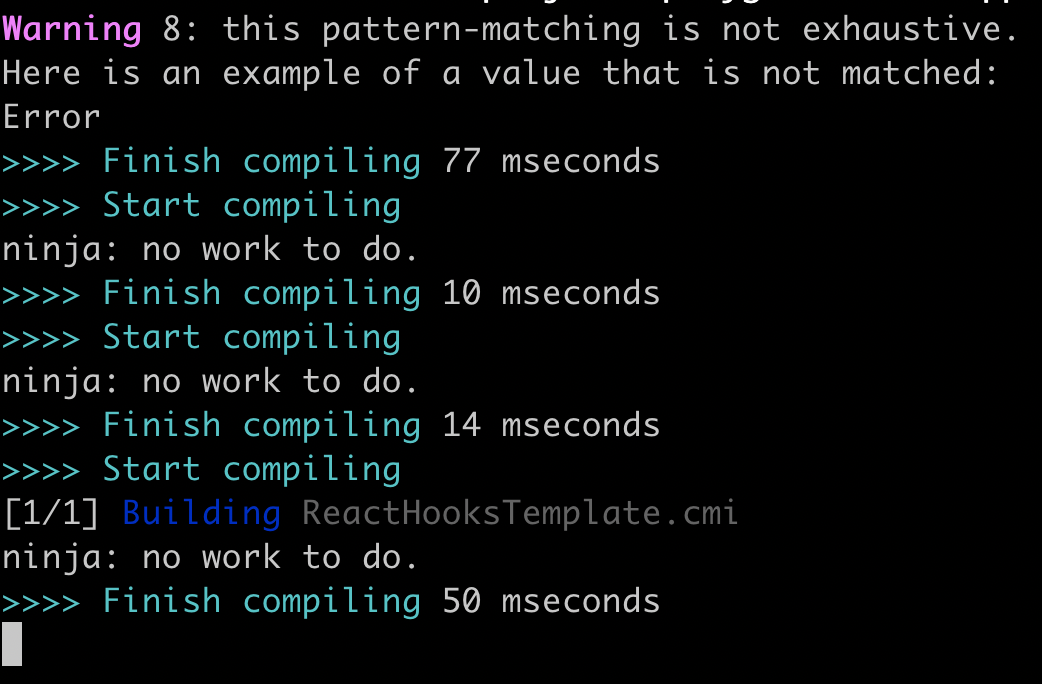 Warning 8: this pattern-matching is not exhaustive.
Here is an example of a value that is not matched:
Error
>>>> Finish compiling 77 mseconds
>>>> Start compiling
ninja: no work to do.
>>>> Finish compiling 10 mseconds
>>>> Start compiling
ninja: no work to do.
>>>> Finish compiling 14 mseconds
>>>> Start compiling
[1/1] Building ReactHooksTemplate.cmi
ninja: no work to do.
>>>> Finish compiling 50 mseconds